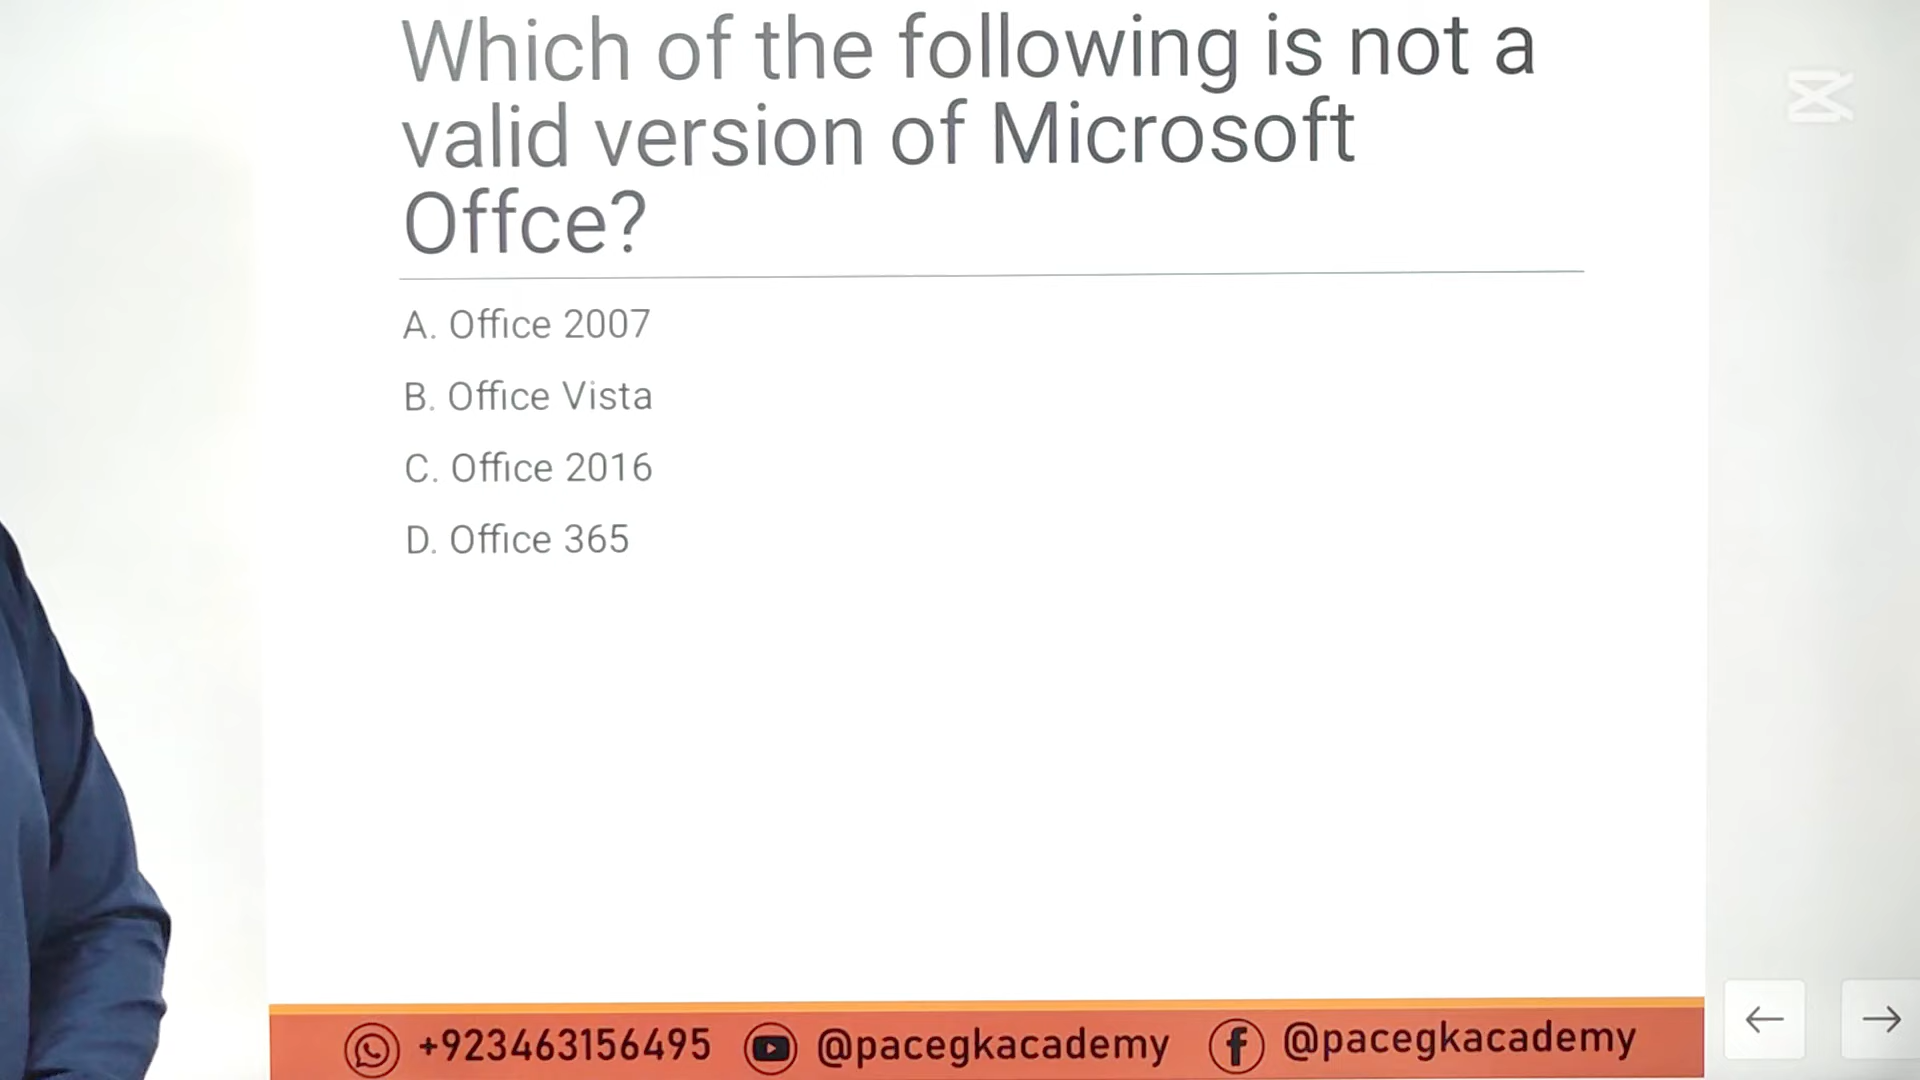 Which of the following is not a
valid version of Microsoft
Offce?
A. Office 2007
B. Office Vista
C. Office 2016
D. Office 365
+923463156495 @pacegkacademy @pacegkacademy